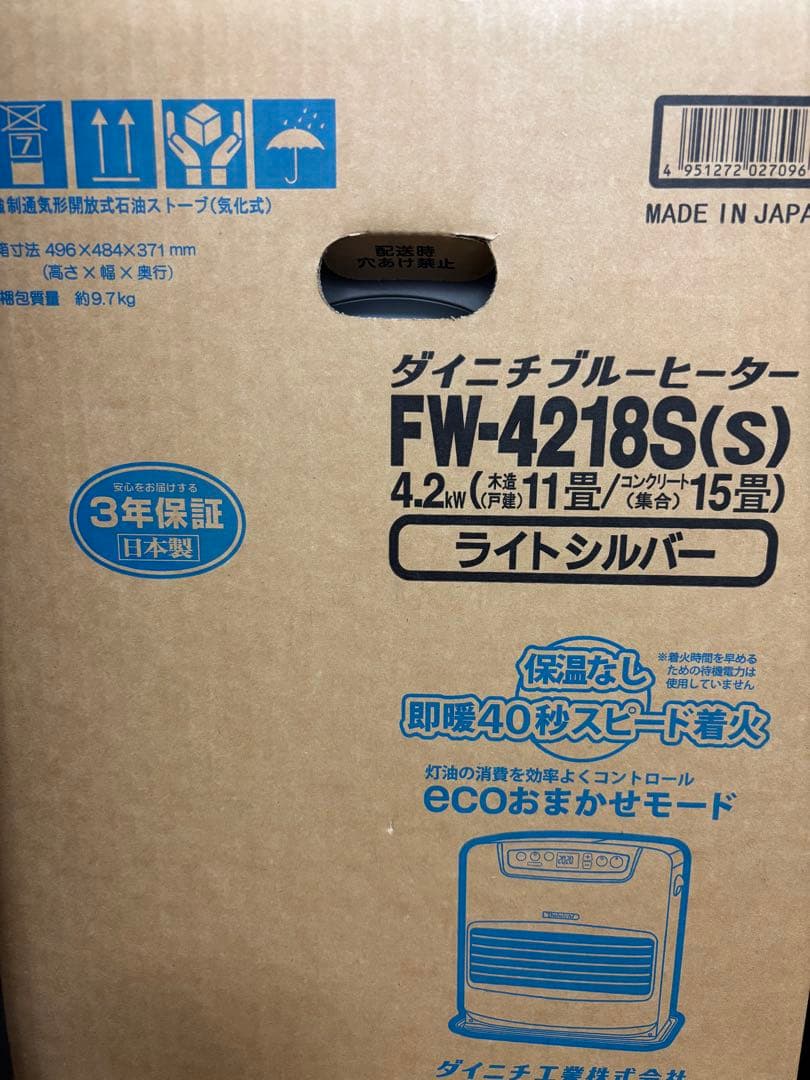 7
強制通気形開放式石油ストーブ(気化式)
箱寸法 496×484×371mm
(高さ×幅×奥行)
梱包質量 約9.7kg
配送時
穴あけ禁止
4 951272 027096
MADE IN JAPA
ダイニチブルーヒーター
FW-4218S(S)
4.2kW(木造(戸建)11畳/コンクリート(集合)15畳)
ライトシルバー
安心をお届けする
3年保証
日本製
保温なし
※着火時間を早める
ための待機電力は
使用していません
即暖40秒スピード着火
灯油の消費を効率よくコントロール
ecoおまかせモード
20:20
Dainichi
ダイニチ工業株式会社